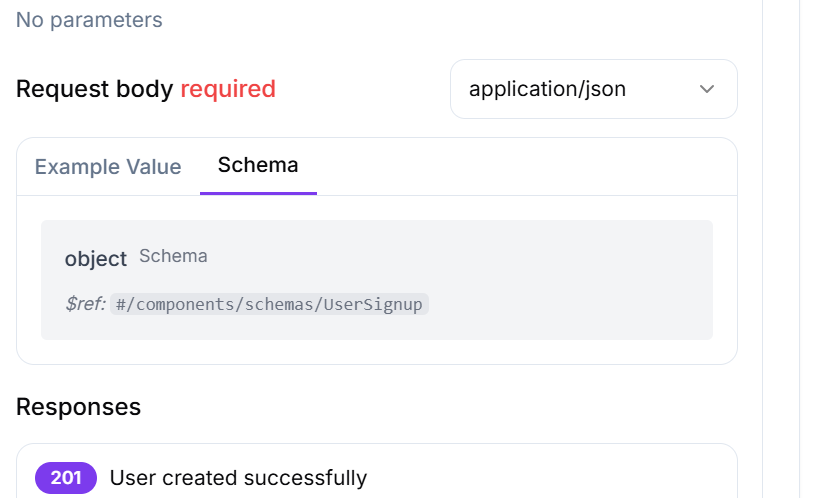 No parameters
Request body required
application/json
Example Value
Schema
object Schema
$ref: #/components/schemas/UserSignup
Responses
201 User created successfully